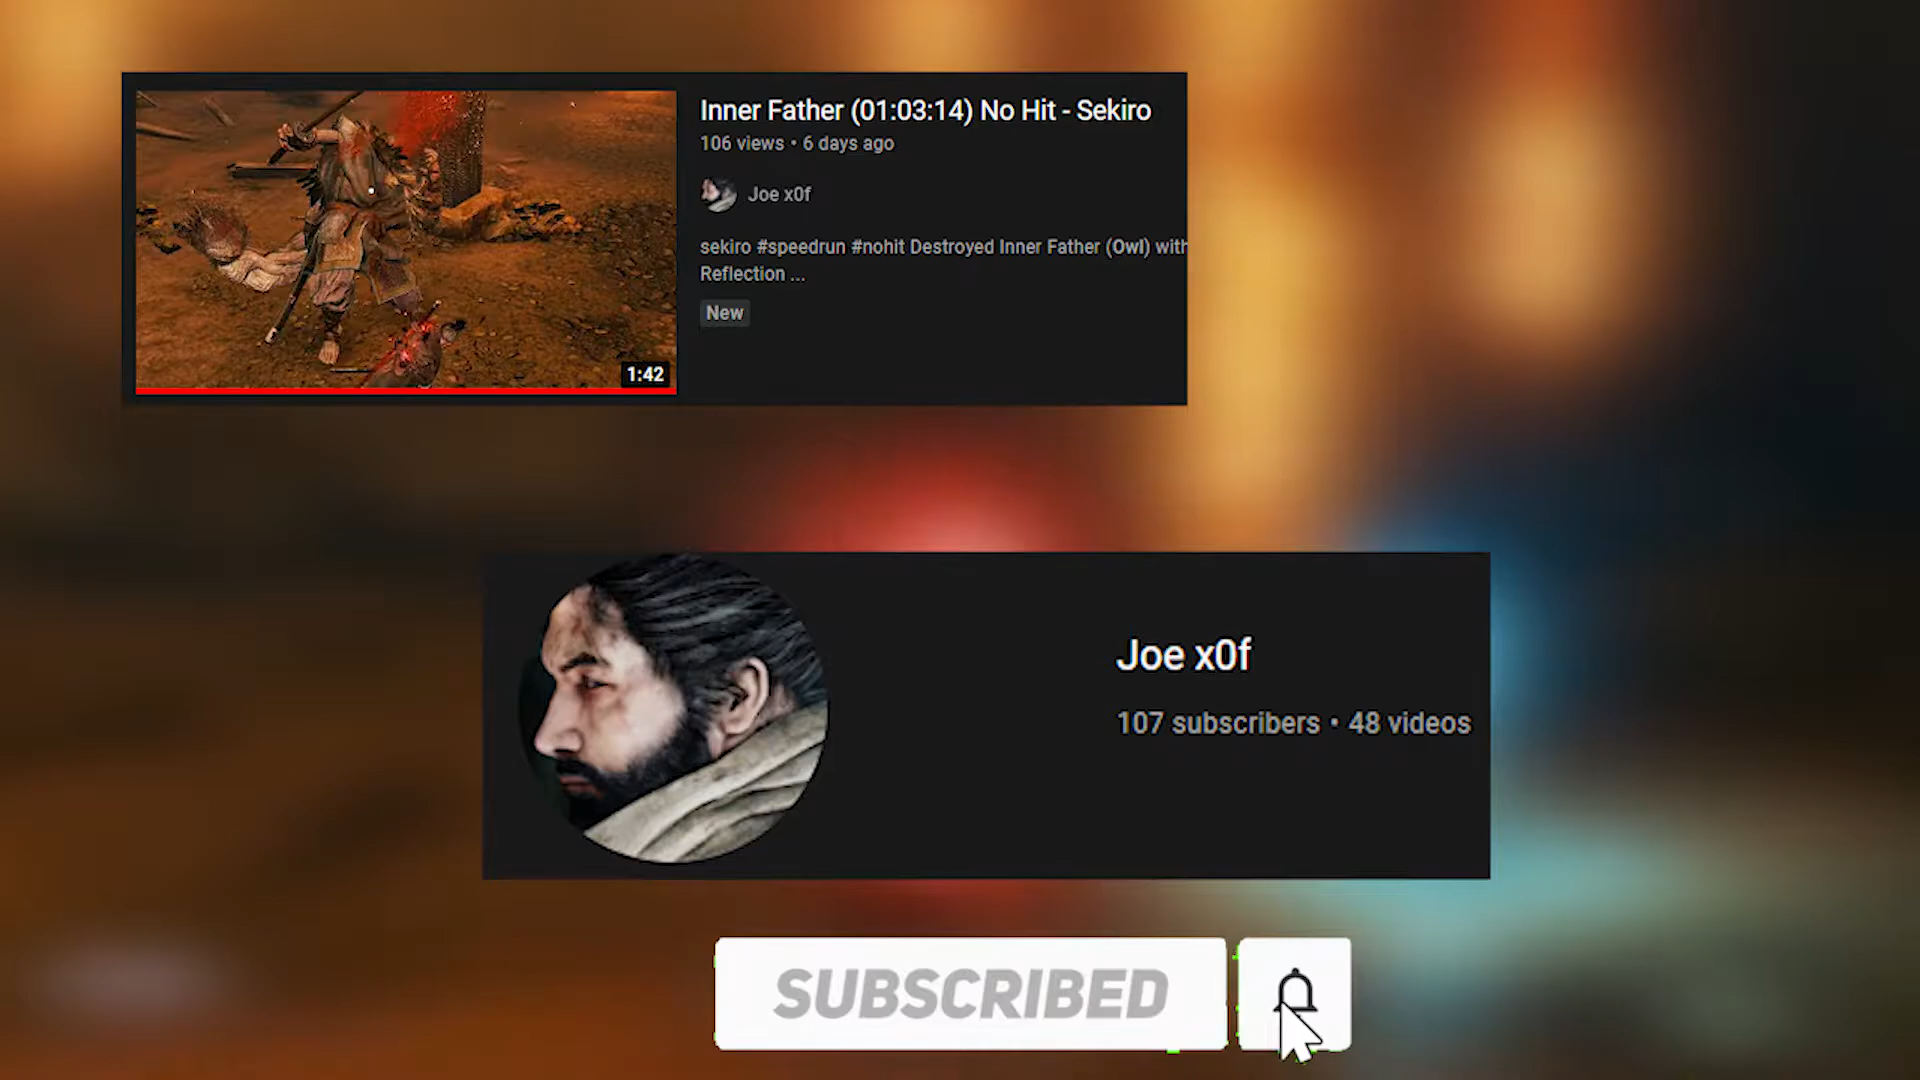 Inner Father (01:03:14) No Hit - Sekiro
106 views • 6 days ago
Joe x0f
sekiro #speedrun #nohit Destroyed Inner Father (Owl) with
Reflection ...
New
1:42
Joe x0f
107 subscribers • 48 videos
SUBSCRIBED